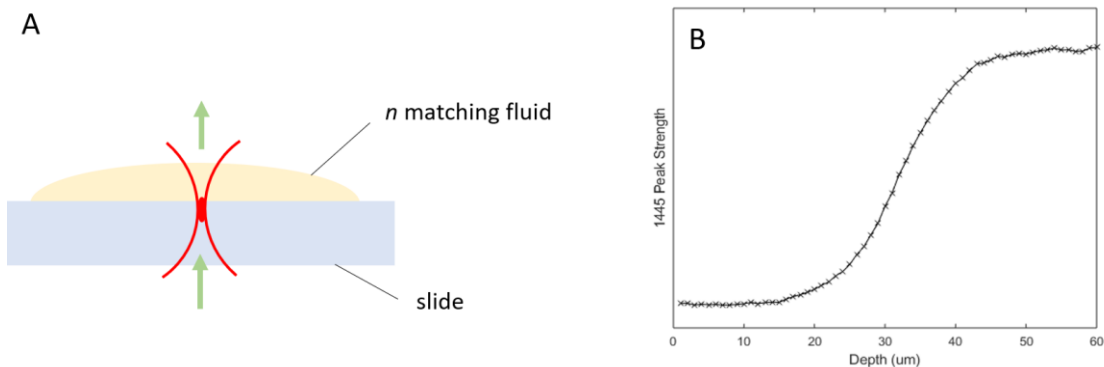 A
n matching fluid
slide
B
1445 Peak Strength
0 10 20 30 40 50 60
Depth (um)